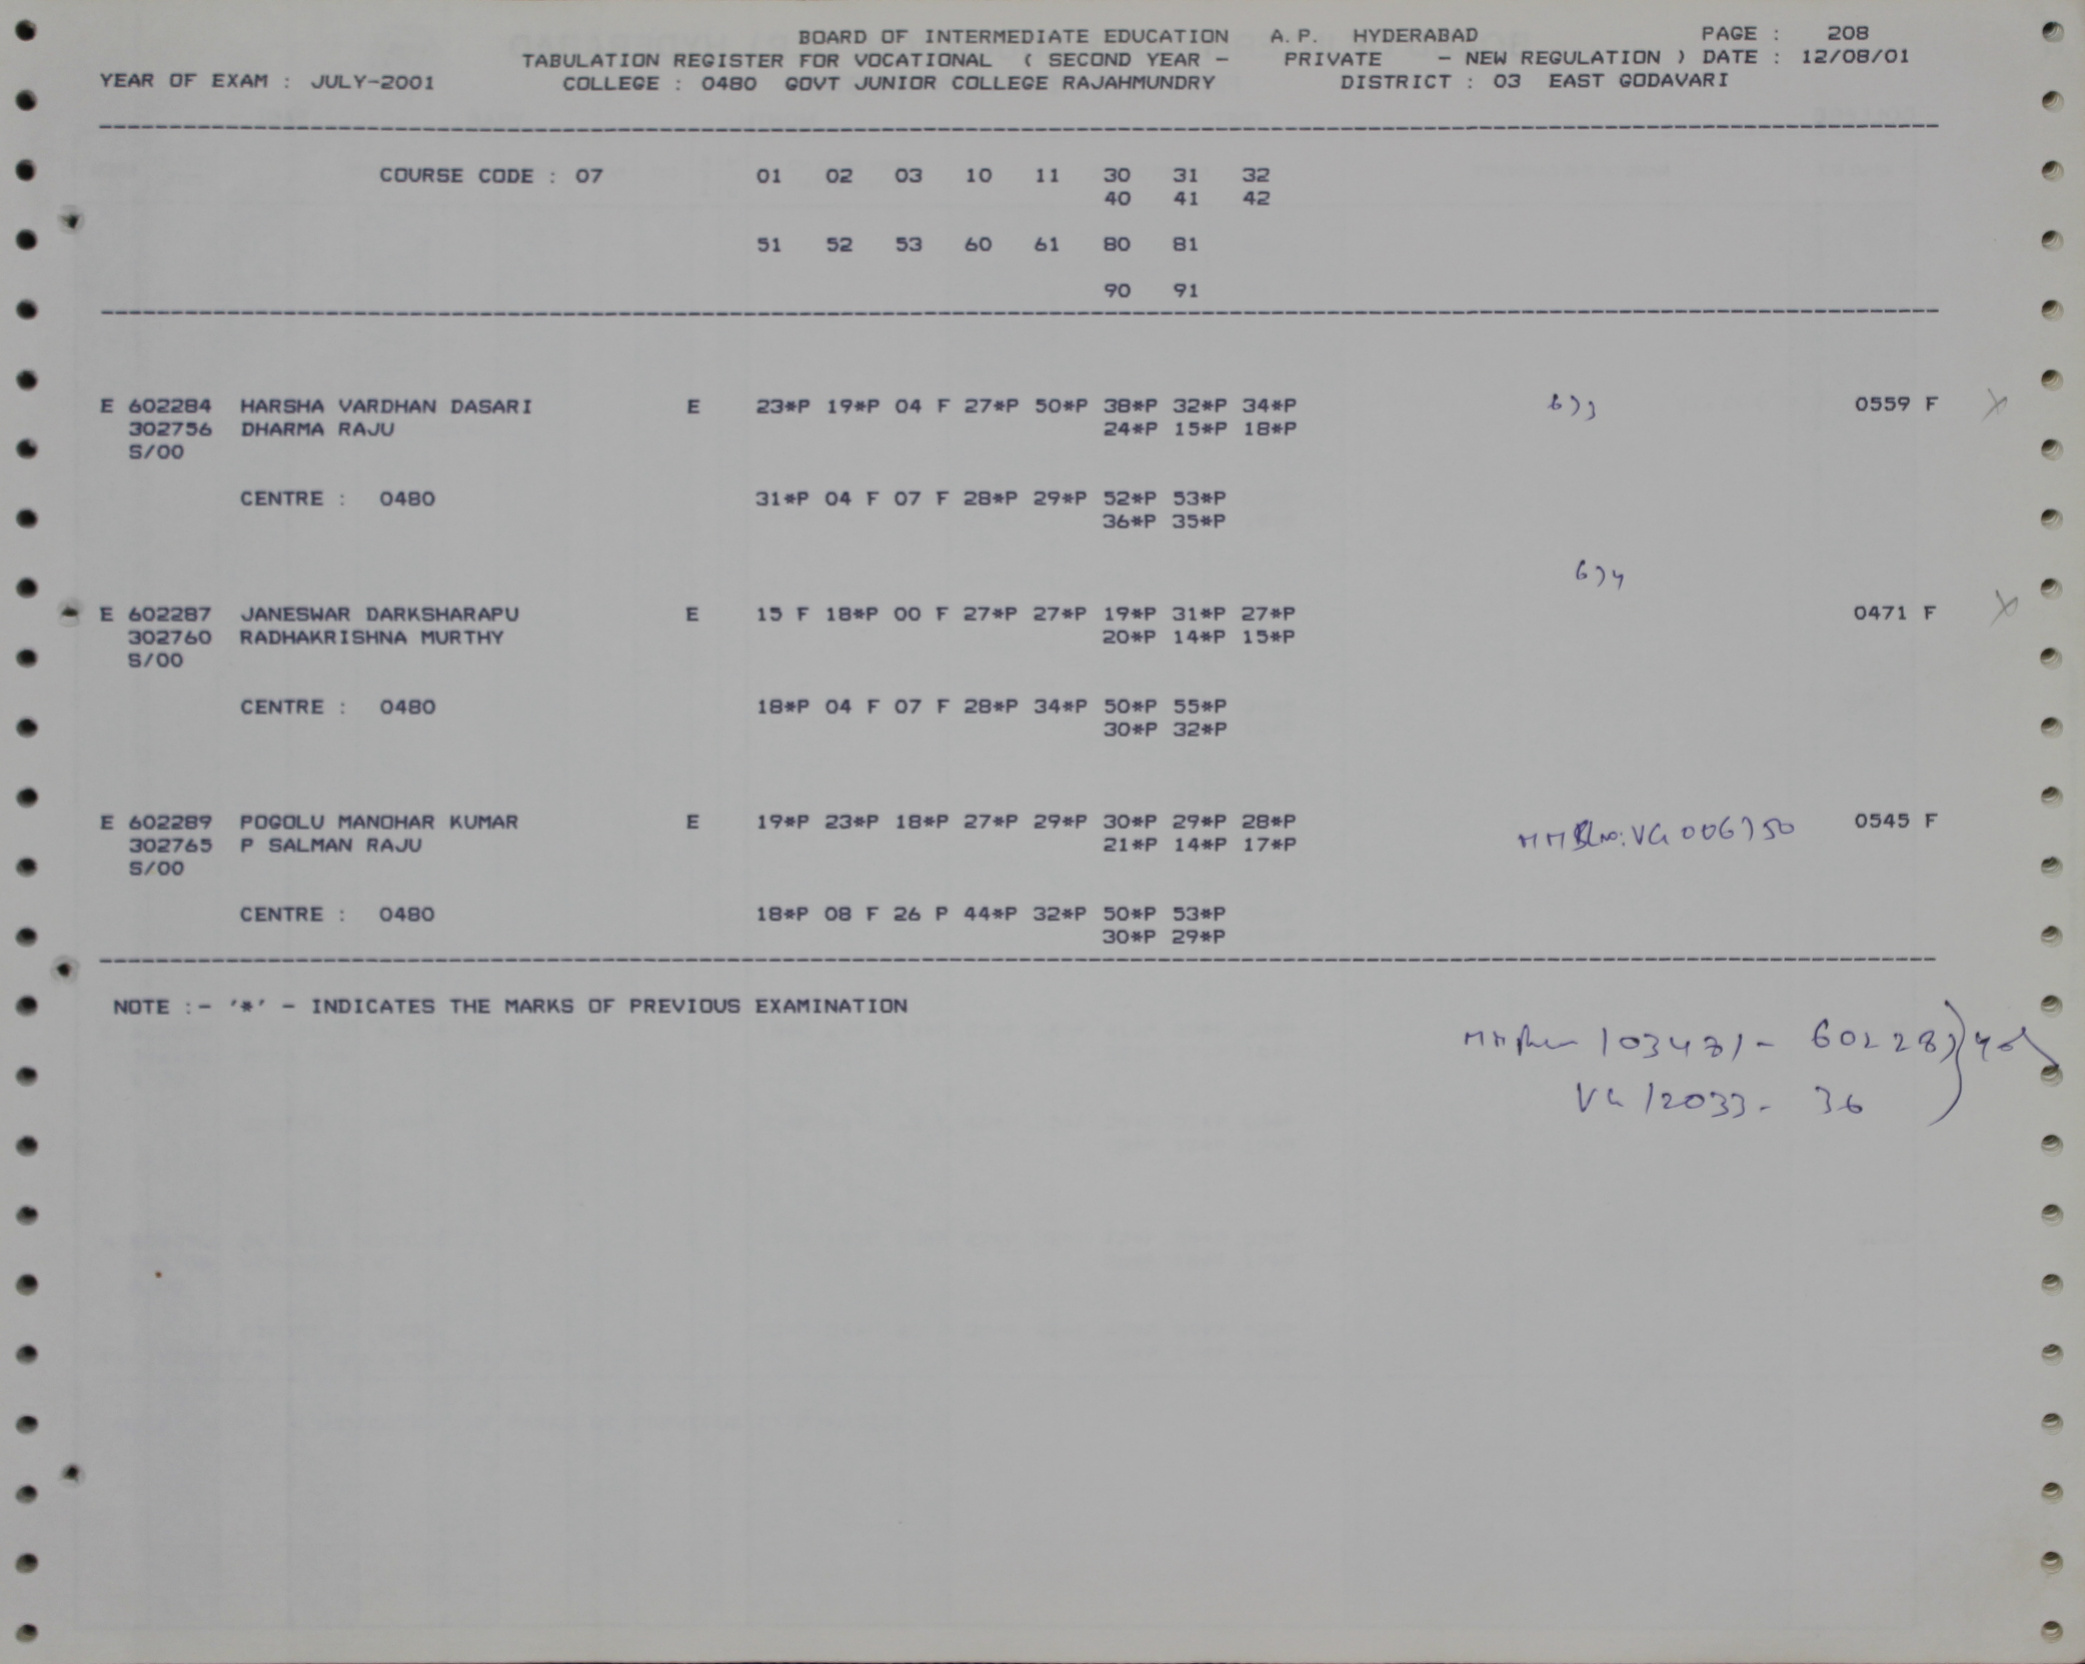 BOARD OF INTERMEDIATE EDUCATION A.P. HYDERABAD PAGE : 208
TABULATION REGISTER FOR VOCATIONAL ( SECOND YEAR - PRIVATE - NEW REGULATION ) DATE : 12/08/01
YEAR OF EXAM : JULY-2001 COLLEGE : 0480 GOVT JUNIOR COLLEGE RAJAHMUNDRY DISTRICT : 03 EAST GODAVARI
COURSE CODE : 07 01 02 03 10 11 30 31 32
40 41 42
51 52 53 60 61 80 81
90 91
E 602284 HARSHA VARDHAN DASARI E 23*P 19*P 04 F 27*P 50*P 38*P 32*P 34*P 0559 F
302756 DHARMA RAJU 24*P 15*P 18*P
S/00
CENTRE : 0480 31*P 04 F 07 F 28*P 29*P 52*P 53*P
36*P 35*P
E 602287 JANESWAR DARKSHARAPU E 15 F 18*P 00 F 27*P 27*P 19*P 31*P 27*P 0471 F
302760 RADHAKRISHNA MURTHY 20*P 14*P 15*P
S/00
CENTRE : 0480 18*P 04 F 07 F 28*P 34*P 50*P 55*P
30*P 32*P
E 602289 POGOLU MANOHAR KUMAR E 19*P 23*P 18*P 27*P 29*P 30*P 29*P 28*P 0545 F
302765 P SALMAN RAJU 21*P 14*P 17*P
S/00
CENTRE : 0480 18*P 08 F 26 P 44*P 32*P 50*P 53*P
30*P 29*P
NOTE :- '*' - INDICATES THE MARKS OF PREVIOUS EXAMINATION
36